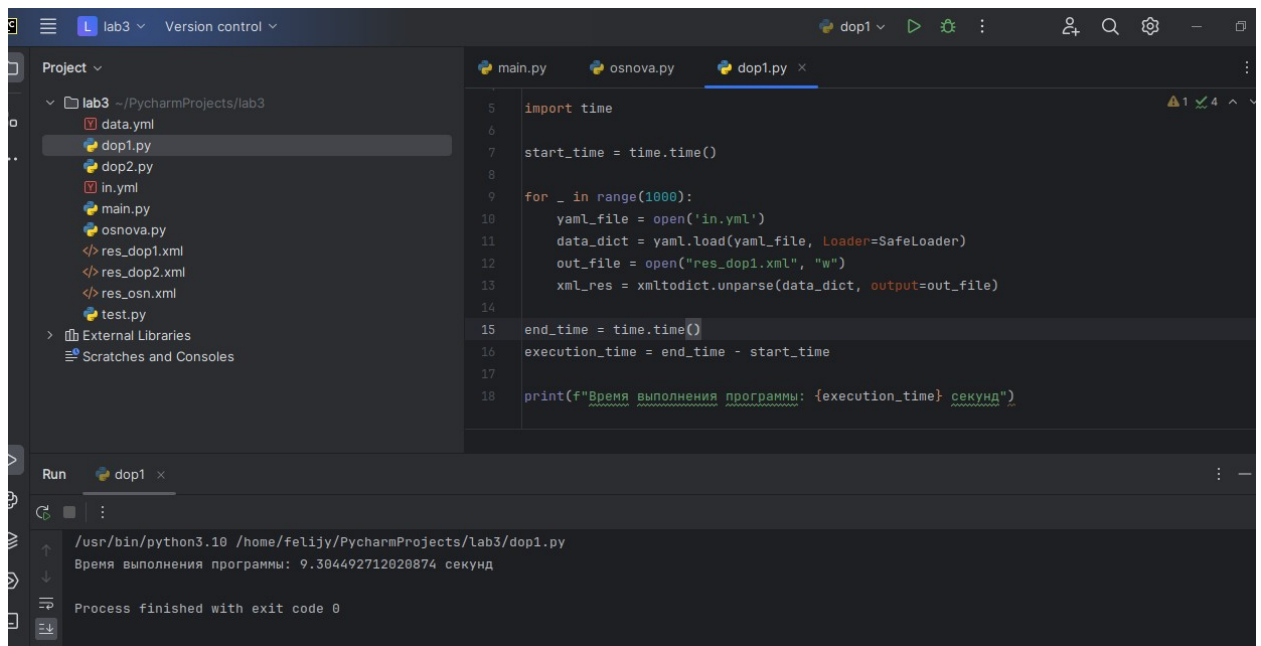 L lab3 Version control dop1
Project
lab3 ~/PycharmProjects/lab3
data.yml
dop1.py
dop2.py
in.yml
main.py
osnova.py
res_dop1.xml
res_dop2.xml
res_osn.xml
test.py
External Libraries
Scratches and Consoles
main.py osnova.py dop1.py
1 4
5 import time
6
7 start_time = time.time()
8
9 for _ in range(1000):
10 yaml_file = open('in.yml')
11 data_dict = yaml.load(yaml_file, Loader=SafeLoader)
12 out_file = open("res_dop1.xml", "w")
13 xml_res = xmltodict.unparse(data_dict, output=out_file)
14
15 end_time = time.time()
16 execution_time = end_time - start_time
17
18 print(f"Время выполнения программы: {execution_time} секунд")
Run dop1
/usr/bin/python3.10 /home/felijy/PycharmProjects/lab3/dop1.py
Время выполнения программы: 9.304492712020874 секунд
Process finished with exit code 0